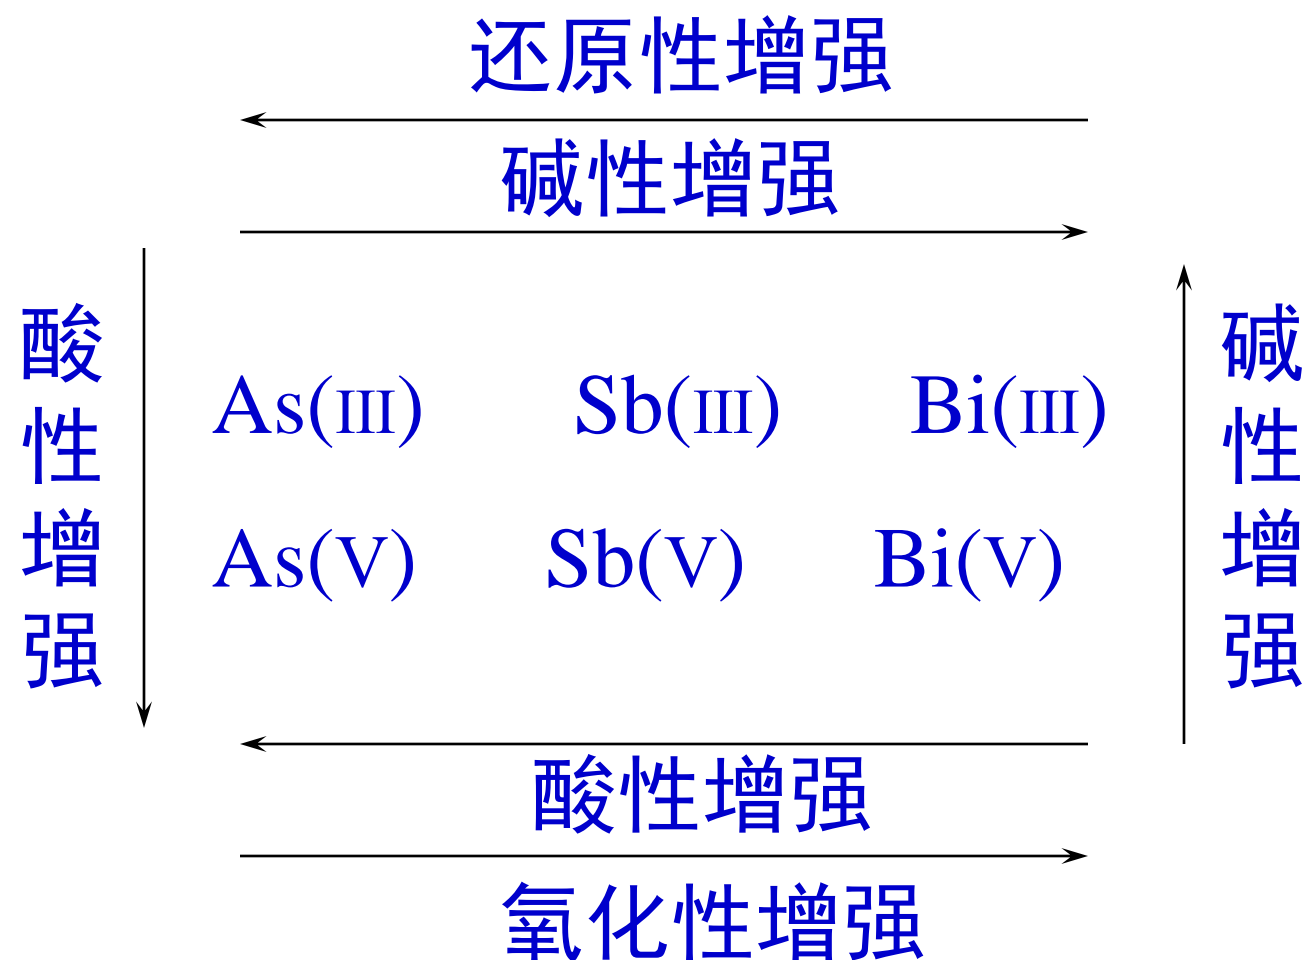 还原性增强
碱性增强
酸性增强
碱性增强
As(III) Sb(III) Bi(III)
As(V) Sb(V) Bi(V)
酸性增强
氧化性增强